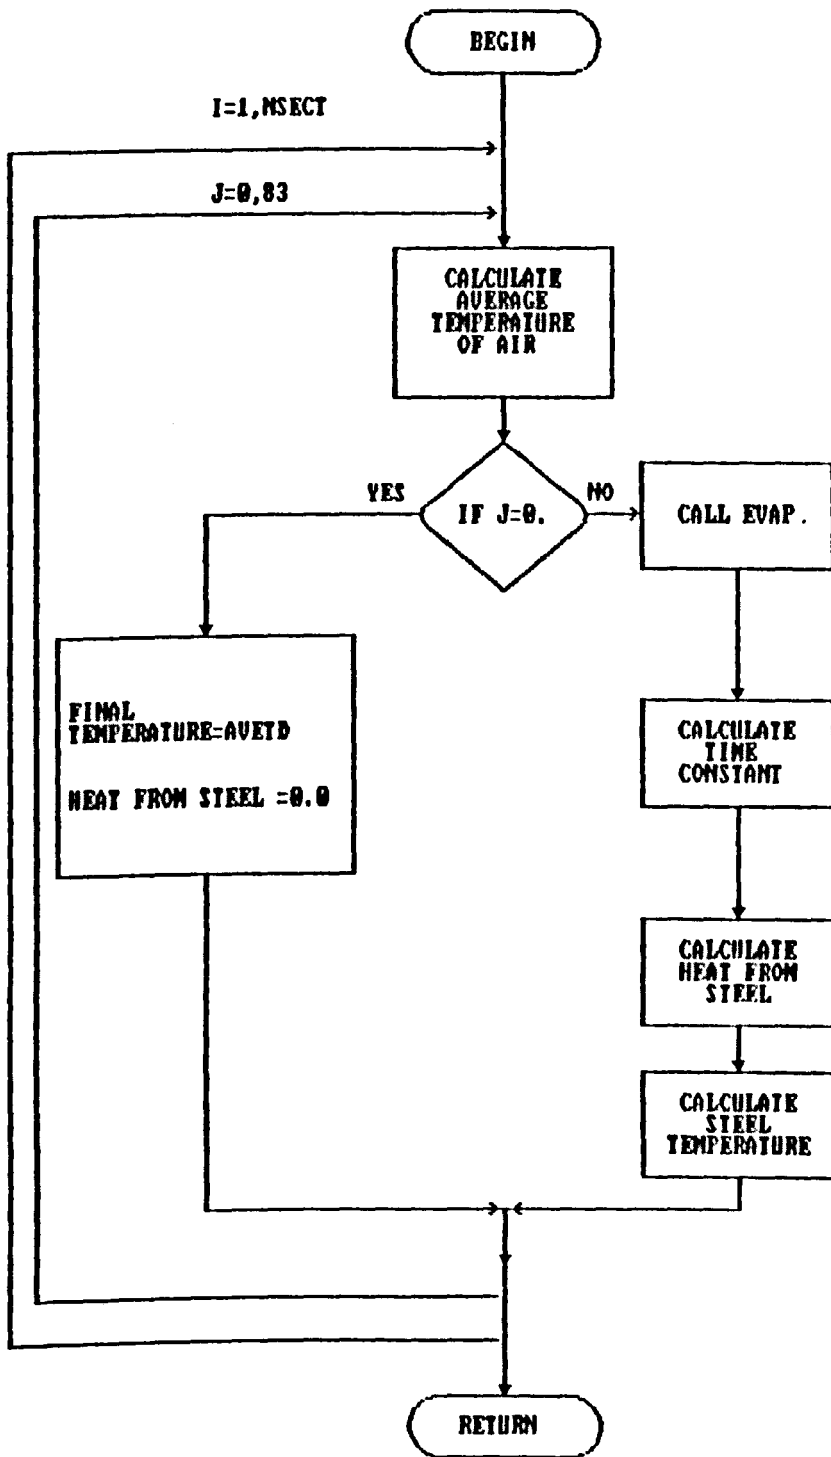 BEGIN
I=1,NSECT
J=0,83
CALCULATE
AVERAGE
TEMPERATURE
OF AIR
YES
IF J=0.
NO
CALL EVAP.
FINAL
TEMPERATURE=AVETD
HEAT FROM STEEL =0.0
CALCULATE
TIME
CONSTANT
CALCULATE
HEAT FROM
STEEL
CALCULATE
STEEL
TEMPERATURE
RETURN